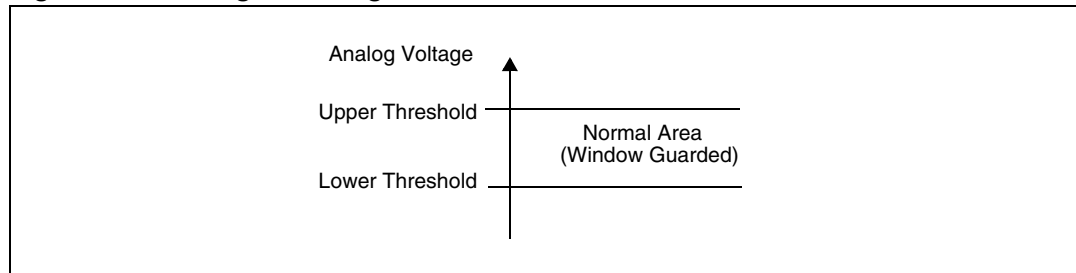 Analog Voltage
Upper Threshold
Normal Area
(Window Guarded)
Lower Threshold